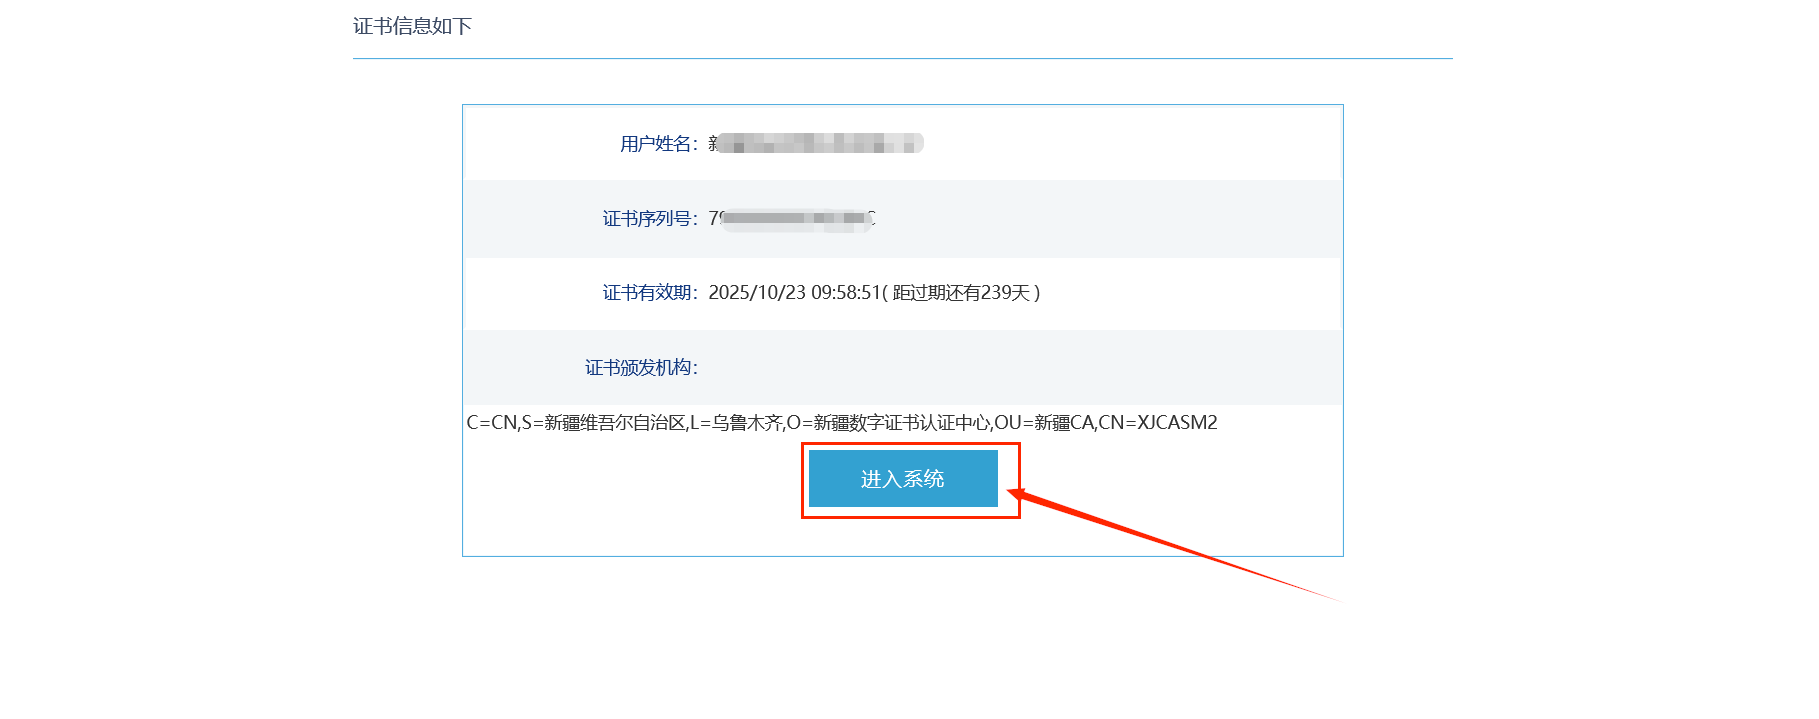 证书信息如下
用户姓名：新
证书序列号：79
证书有效期：2025/10/23 09:58:51( 距过期还有239天 )
证书颁发机构：
C=CN,S=新疆维吾尔自治区,L=乌鲁木齐,O=新疆数字证书认证中心,OU=新疆CA,CN=XJCASM2
进入系统